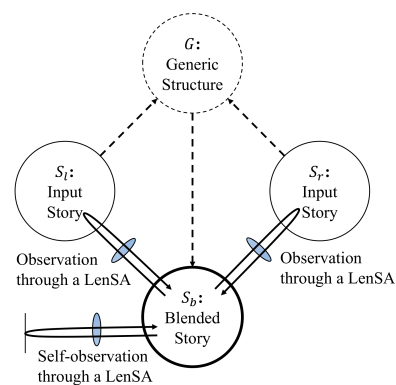 G:
Generic
Structure
S_l:
Input
Story
S_r:
Input
Story
Observation
through a LenSA
Observation
through a LenSA
S_b:
Blended
Story
Self-observation
through a LenSA